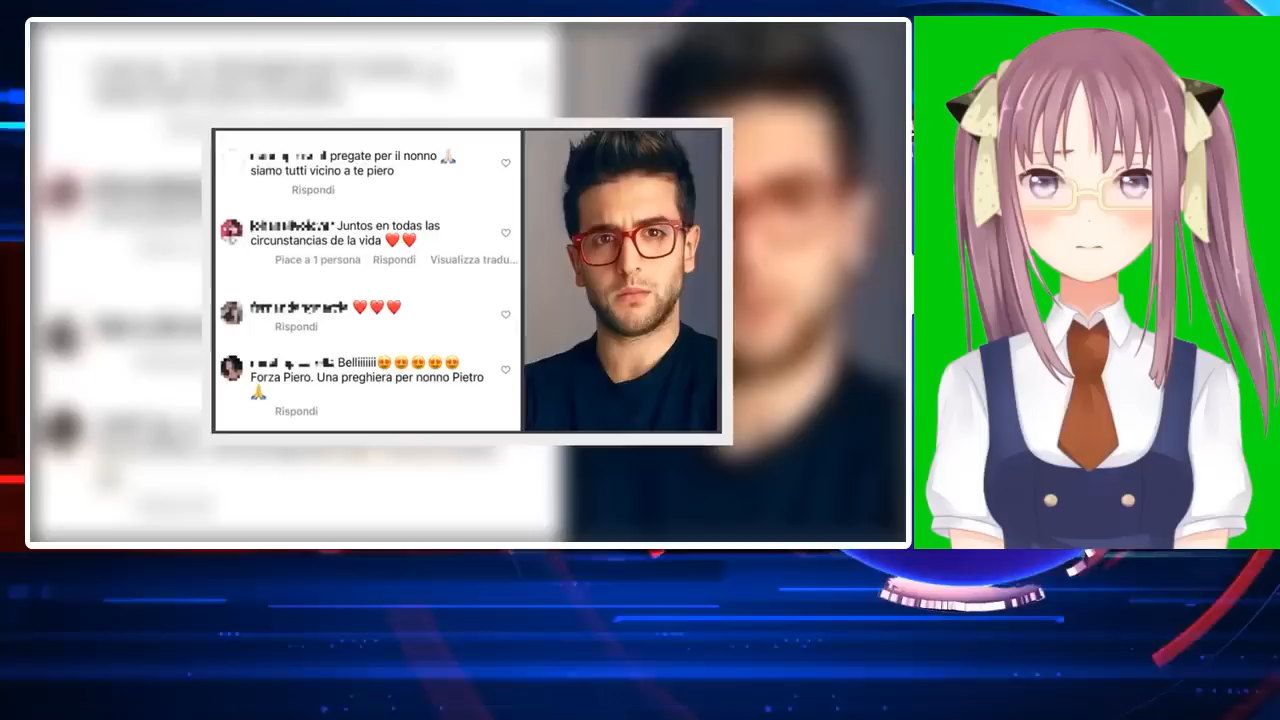 pregate per il nonno 🙏🏻
siamo tutti vicino a te piero
Rispondi
Juntos en todas las
circunstancias de la vida ❤️❤️
Piace a 1 persona Rispondi Visualizza tradu...
❤️❤️❤️
Rispondi
Belliiiiiii😍😍😍😍😍
Forza Piero. Una preghiera per nonno Pietro
🙏
Rispondi